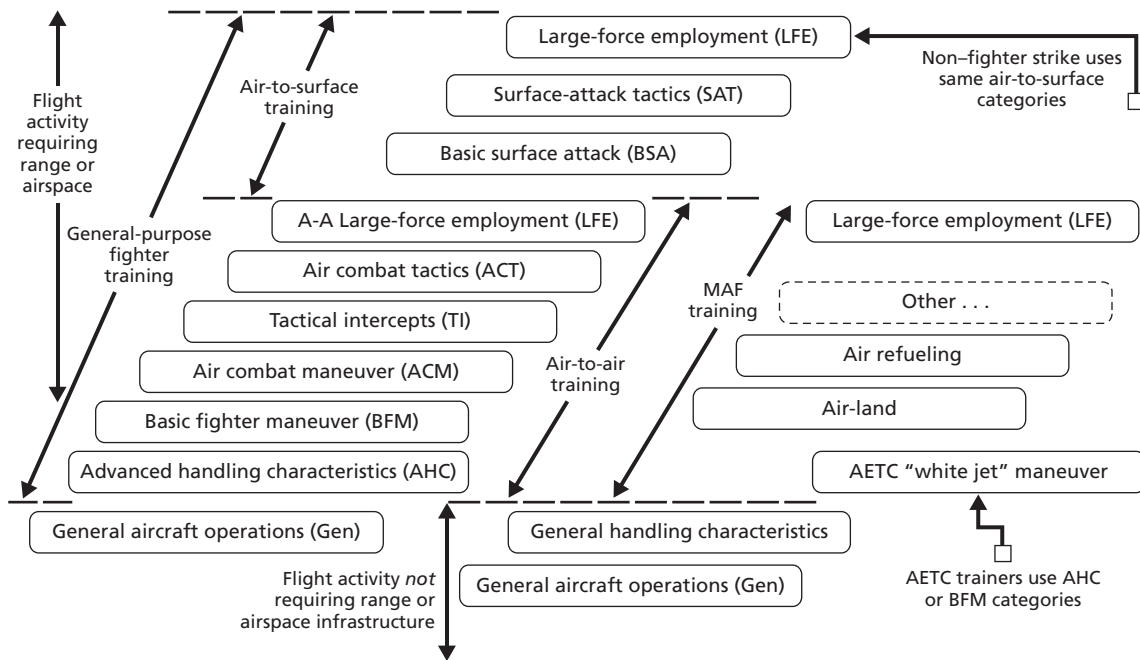 Large-force employment (LFE)
Non–fighter strike uses
same air-to-surface
categories
Air-to-surface
training
Flight
activity
requiring
range or
airspace
Surface-attack tactics (SAT)
Basic surface attack (BSA)
General-purpose
fighter
training
A-A Large-force employment (LFE)
Large-force employment (LFE)
Air combat tactics (ACT)
MAF
training
Other . . .
Tactical intercepts (TI)
Air refueling
Air combat maneuver (ACM)
Air-to-air
training
Air-land
Basic fighter maneuver (BFM)
Advanced handling characteristics (AHC)
AETC “white jet” maneuver
General aircraft operations (Gen)
General handling characteristics
Flight activity not
requiring range or
airspace infrastructure
General aircraft operations (Gen)
AETC trainers use AHC
or BFM categories